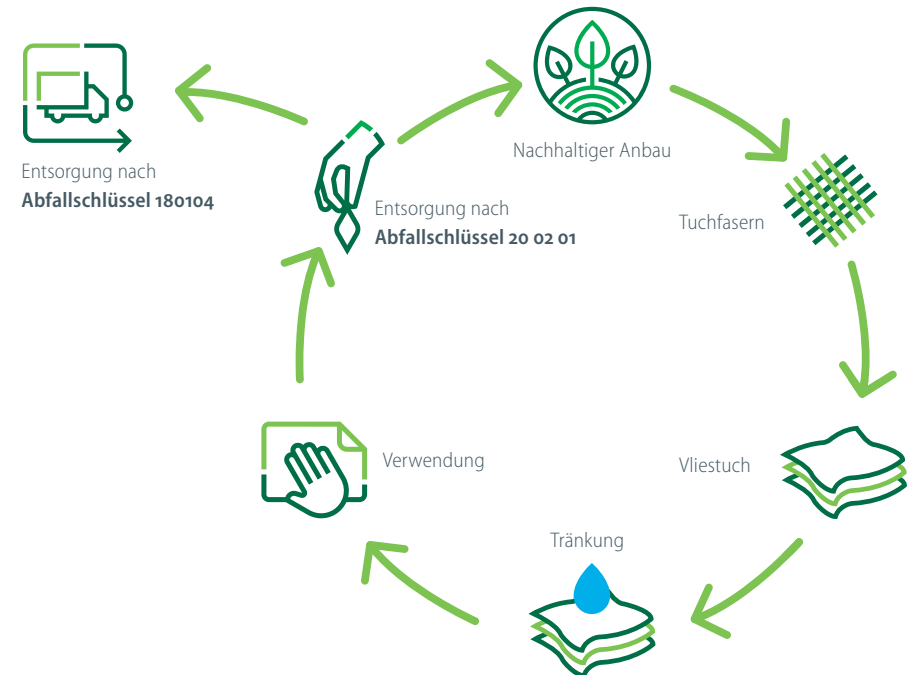 Nachhaltiger Anbau
Entsorgung nach
Abfallschlüssel 180104
Entsorgung nach
Abfallschlüssel 20 02 01
Tuchfasern
Verwendung
Vliestuch
Tränkung